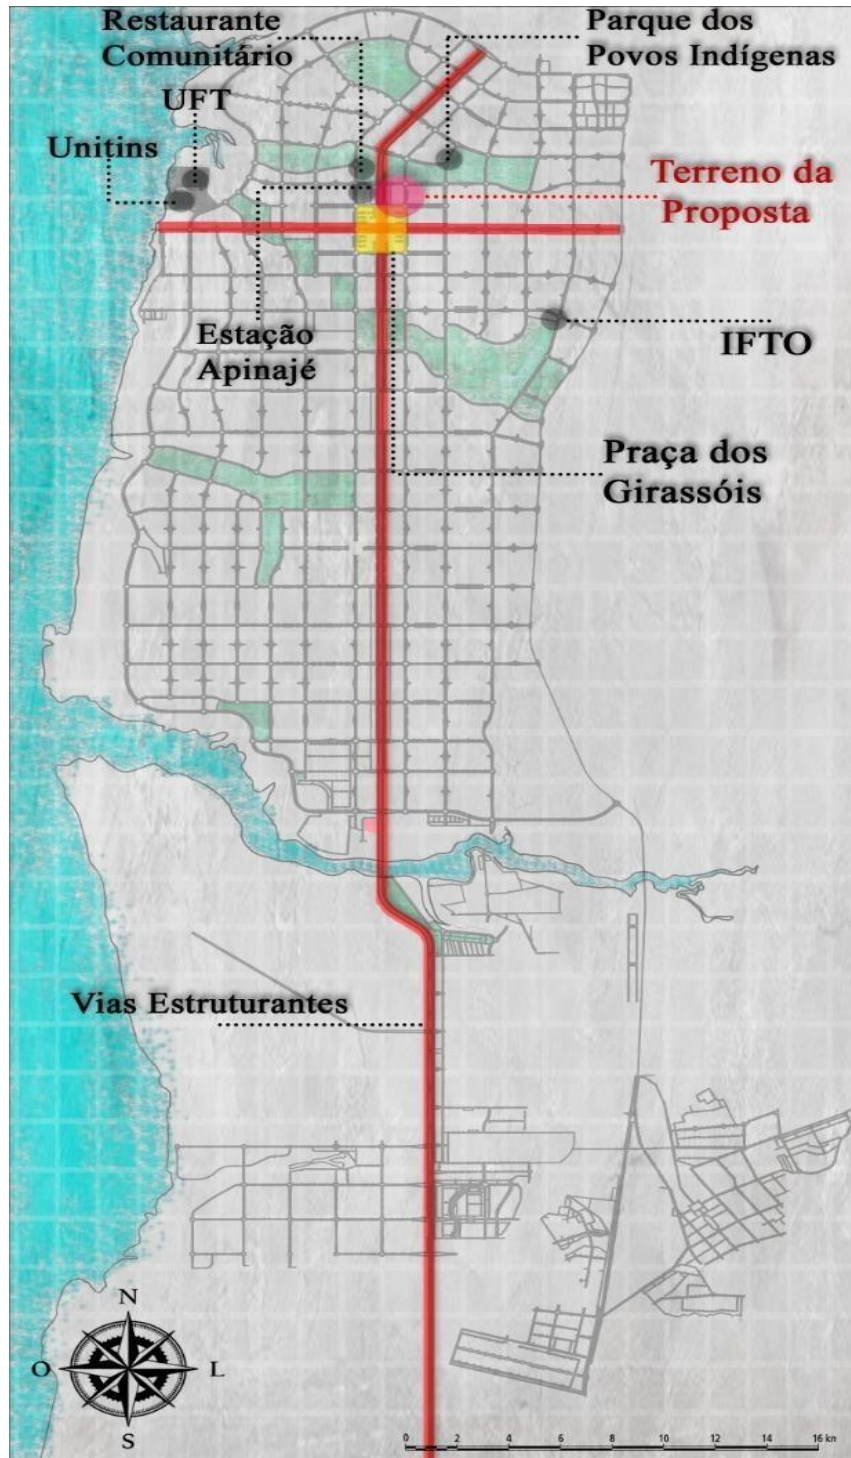 Restaurante
Comunitário
Parque dos
Povos Indígenas
UFT
Unitins
Terreno da
Proposta
Estação
Apinajé
IFTO
Praça dos
Girassóis
Vias Estruturantes
N
O
L
S
0 2 4 6 8 10 12 14 16 km